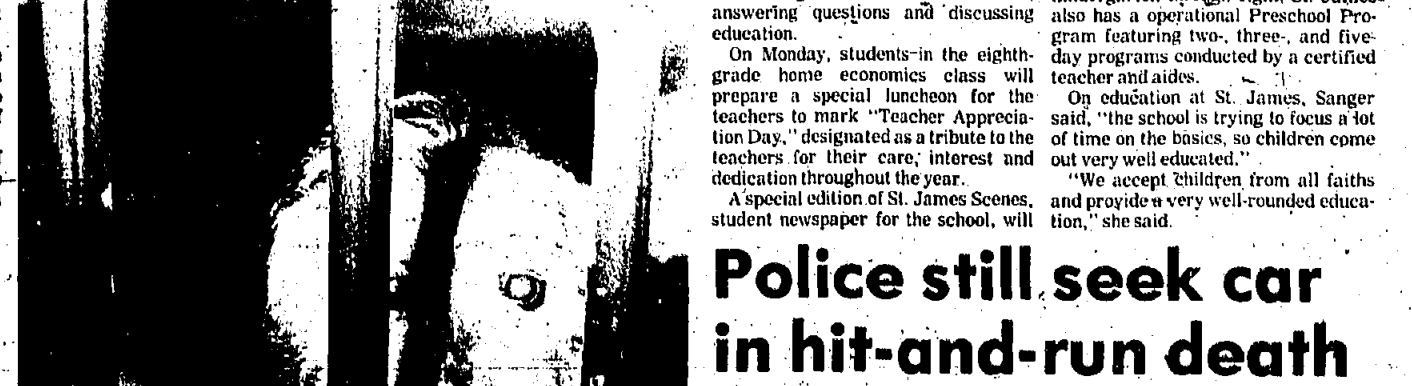 answering questions and discussing
education.
On Monday, students in the eighth-
grade home economics class will
prepare a special luncheon for the
teachers to mark "Teacher Apprecia-
tion Day," designated as a tribute to the
teachers for their care, interest and
dedication throughout the year.
A special edition of St. James Scenes,
student newspaper for the school, will
also has a operational Preschool Pro-
gram featuring two-, three-, and five-
day programs conducted by a certified
teacher and aides.
On education at St. James, Sanger
said, "the school is trying to focus a lot
of time on the basics, so children come
out very well educated."
"We accept children from all faiths
and provide a very well-rounded educa-
tion," she said.
Police still seek car
in hit-and-run death